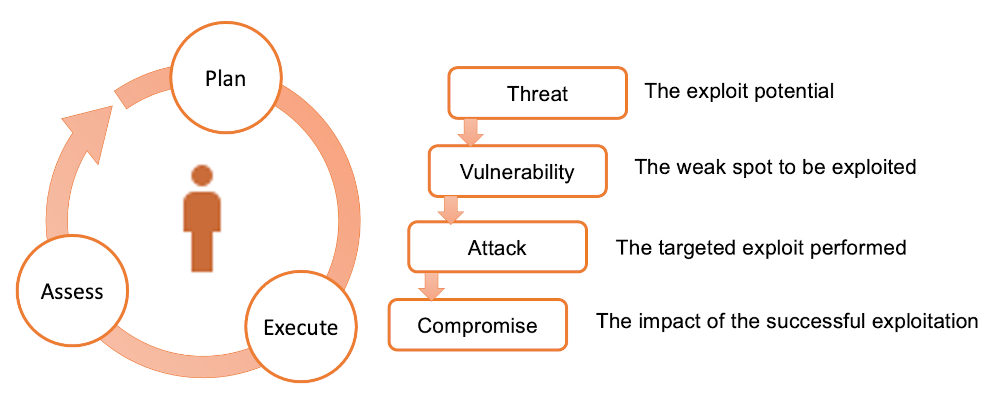 Plan
Execute
Assess
Threat
The exploit potential
Vulnerability
The weak spot to be exploited
Attack
The targeted exploit performed
Compromise
The impact of the successful exploitation